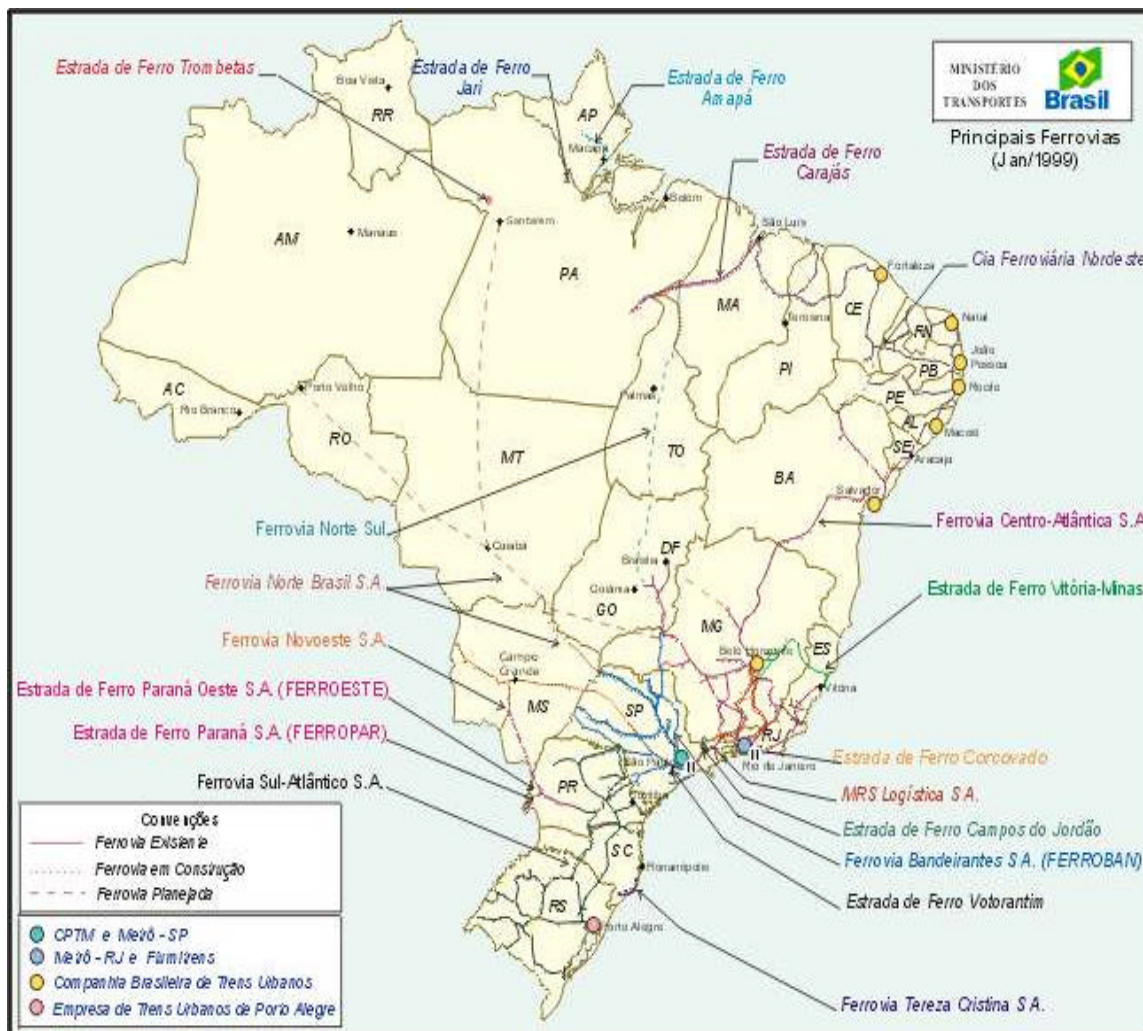 Estrada de Ferro Trombetas
Estrada de Ferro
Jari
Estrada de Ferro
Amapá
MINISTÉRIO
DOS
TRANSPORTES
Brasil
Principais Ferrovias
(Jan/1999)
Boa Vista
RR
AP
Macapá
Estrada de Ferro
Carajás
Belém
São Luis
Santarem
Manaus
AM
PA
MA
Fortaleza
Cia Ferroviária Nordeste
CE
Teresina
RN
Natal
João
Pessoa
PB
PI
Recife
PE
AC
Rio Branco
Porto Velho
Palmas
AL
Maceió
SE
Aracaju
RO
MT
TO
BA
Salvador
Ferrovia Norte Sul
Ferrovia Centro-Atlântica S.A
Cuiabá
DF
Brasília
Ferrovia Norte Brasil S.A.
Goiânia
GO
Estrada de Ferro Vitória-Minas
MG
ES
Ferrovia Novoeste S.A.
Campo
Grande
Belo Horizonte
Vitória
Estrada de Ferro Paraná Oeste S.A. (FERROESTE)
MS
SP
Estrada de Ferro Paraná S.A. (FERROPAR)
RJ
São Paulo
Rio de Janeiro
Estrada de Ferro Corcovado
Ferrovia Sul-Atlântico S.A.
PR
Curitiba
MRS Logística S.A.
Estrada de Ferro Campos do Jordão
SC
Florianópolis
Ferrovia Bandeirantes S.A. (FERROBAN)
Estrada de Ferro Votorantim
RS
Porto Alegre
Ferrovia Tereza Cristina S.A.
Convenções
Ferrovia Existente
Ferrovia em Construção
Ferrovia Planejada
CPTM e Metrô - SP
Metrô - RJ e Flumitrens
Companhia Brasileira de Trens Urbanos
Empresa de Trens Urbanos de Porto Alegre